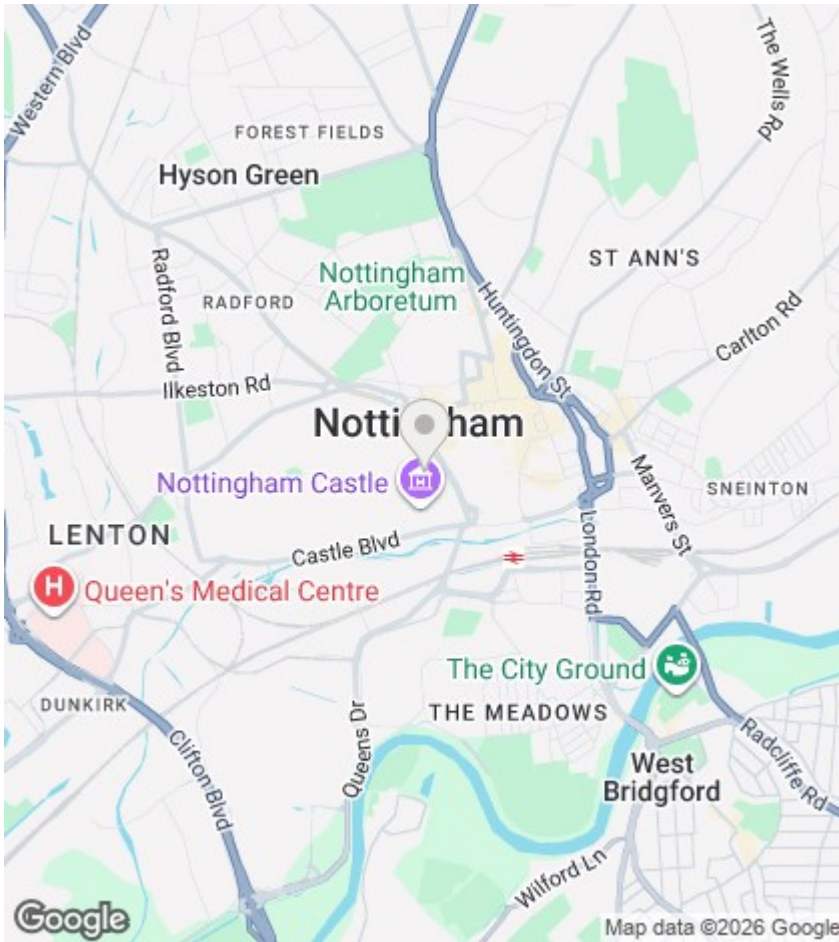 Western Blvd
The Wells Rd
FOREST FIELDS
Hyson Green
ST ANN'S
Nottingham
Arboretum
Radford Blvd
RADFORD
Huntingdon St
Carlton Rd
Ilkeston Rd
Nottingham
Nottingham Castle
Manvers St
SNEINTON
LENTON
Castle Blvd
London Rd
H
Queen's Medical Centre
The City Ground
DUNKIRK
THE MEADOWS
Queens Dr
Clifton Blvd
Radcliffe Rd
West
Bridgford
Wilford Ln
Google
Map data ©2026 Google